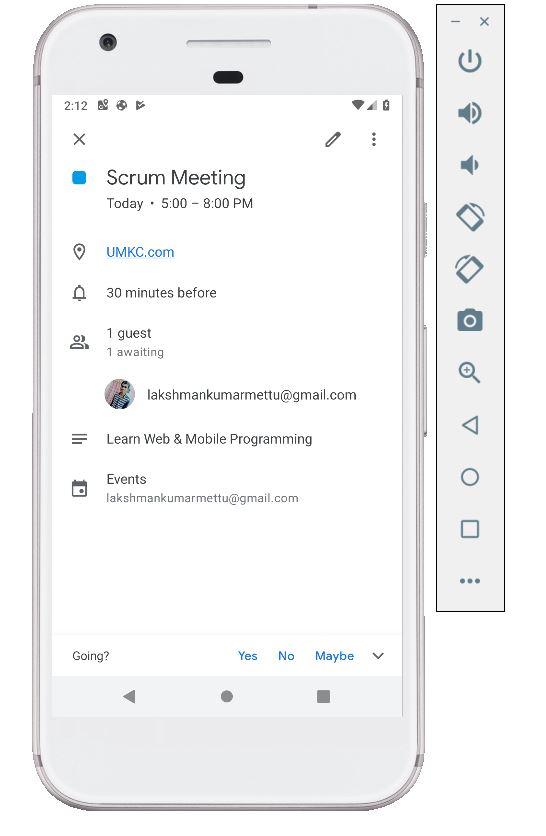 2:12
Scrum Meeting
Today • 5:00 – 8:00 PM
UMKC.com
30 minutes before
1 guest
1 awaiting
lakshmankumarmettu@gmail.com
Learn Web & Mobile Programming
Events
lakshmankumarmettu@gmail.com
Going? Yes No Maybe